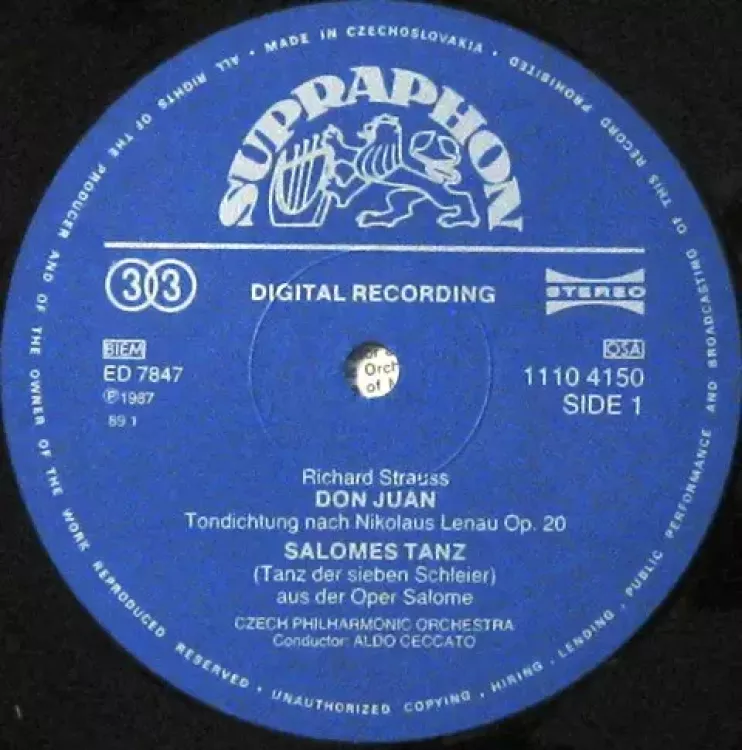 ALL RIGHTS OF THE PRODUCER AND OF THE OWNER OF THE WORK REPRODUCED RESERVED · UNAUTHORIZED COPYING, HIRING, LENDING, PUBLIC PERFORMANCE AND BROADCASTING OF THIS RECORD PROHIBITED
• MADE IN CZECHOSLOVAKIA •
SUPRAPHON
33
DIGITAL RECORDING
STEREO
BIEM
ED 7847
℗1987
89 1
OSA
1110 4150
SIDE 1
Orch
of
Richard Strauss
DON JUAN
Tondichtung nach Nikolaus Lenau Op. 20
SALOMES TANZ
(Tanz der sieben Schleier)
aus der Oper Salome
CZECH PHILHARMONIC ORCHESTRA
Conductor: ALDO CECCATO